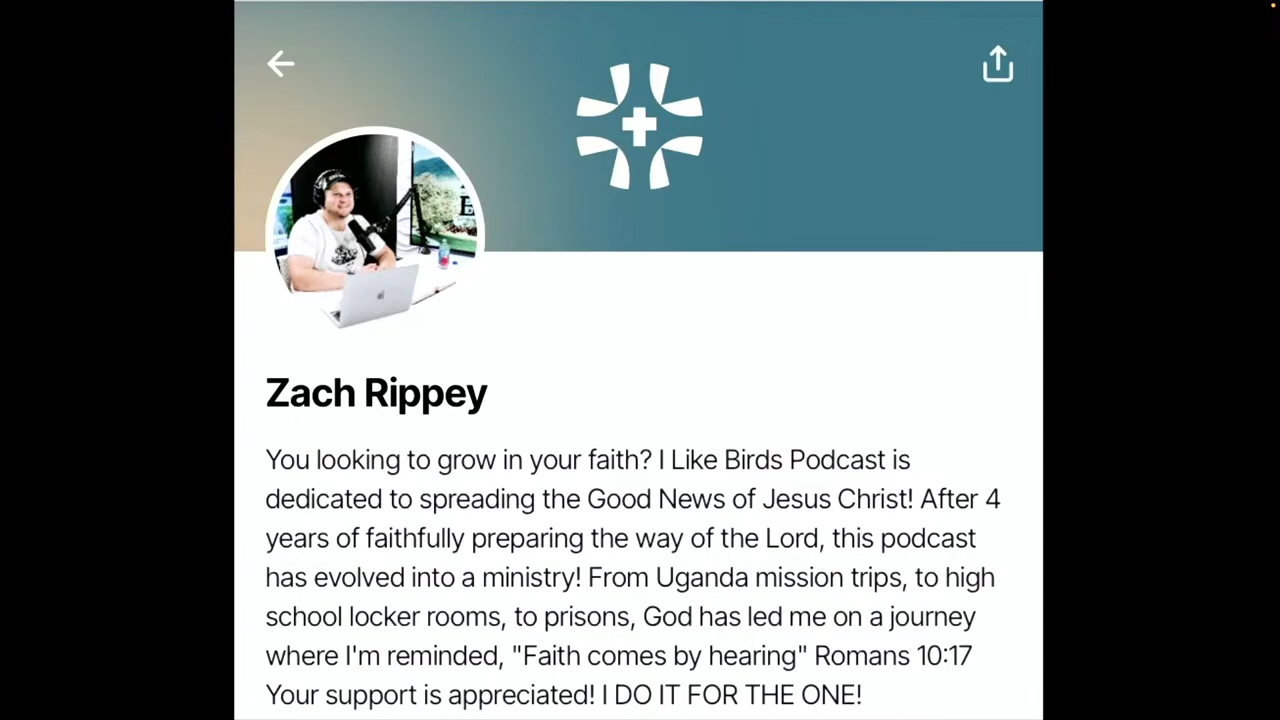 Zach Rippey
You looking to grow in your faith? I Like Birds Podcast is
dedicated to spreading the Good News of Jesus Christ! After 4
years of faithfully preparing the way of the Lord, this podcast
has evolved into a ministry! From Uganda mission trips, to high
school locker rooms, to prisons, God has led me on a journey
where I'm reminded, "Faith comes by hearing" Romans 10:17
Your support is appreciated! I DO IT FOR THE ONE!